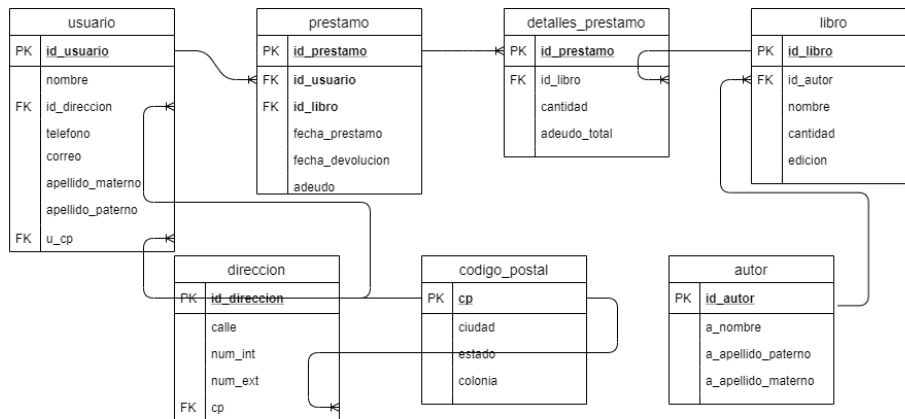 usuario
PK id_usuario
nombre
FK id_direccion
telefono
correo
apellido_materno
apellido_paterno
FK u_cp
prestamo
PK id_prestamo
FK id_usuario
FK id_libro
fecha_prestamo
fecha_devolucion
adeudo
detalles_prestamo
PK id_prestamo
FK id_libro
cantidad
adeudo_total
libro
PK id_libro
FK id_autor
nombre
cantidad
edicion
direccion
PK id_direccion
calle
num_int
num_ext
FK cp
codigo_postal
PK cp
ciudad
estado
colonia
autor
PK id_autor
a_nombre
a_apellido_paterno
a_apellido_materno